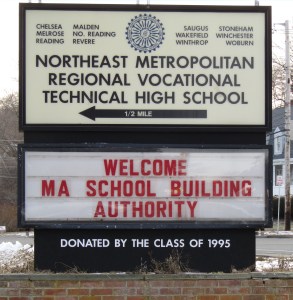 CHELSEA MALDEN SAUGUS STONEHAM
MELROSE NO. READING WAKEFIELD WINCHESTER
READING REVERE WINTHROP WOBURN
NORTHEAST METROPOLITAN
REGIONAL VOCATIONAL
TECHNICAL HIGH SCHOOL
1/2 MILE
WELCOME
MA SCHOOL BUILDING
AUTHORITY
DONATED BY THE CLASS OF 1995